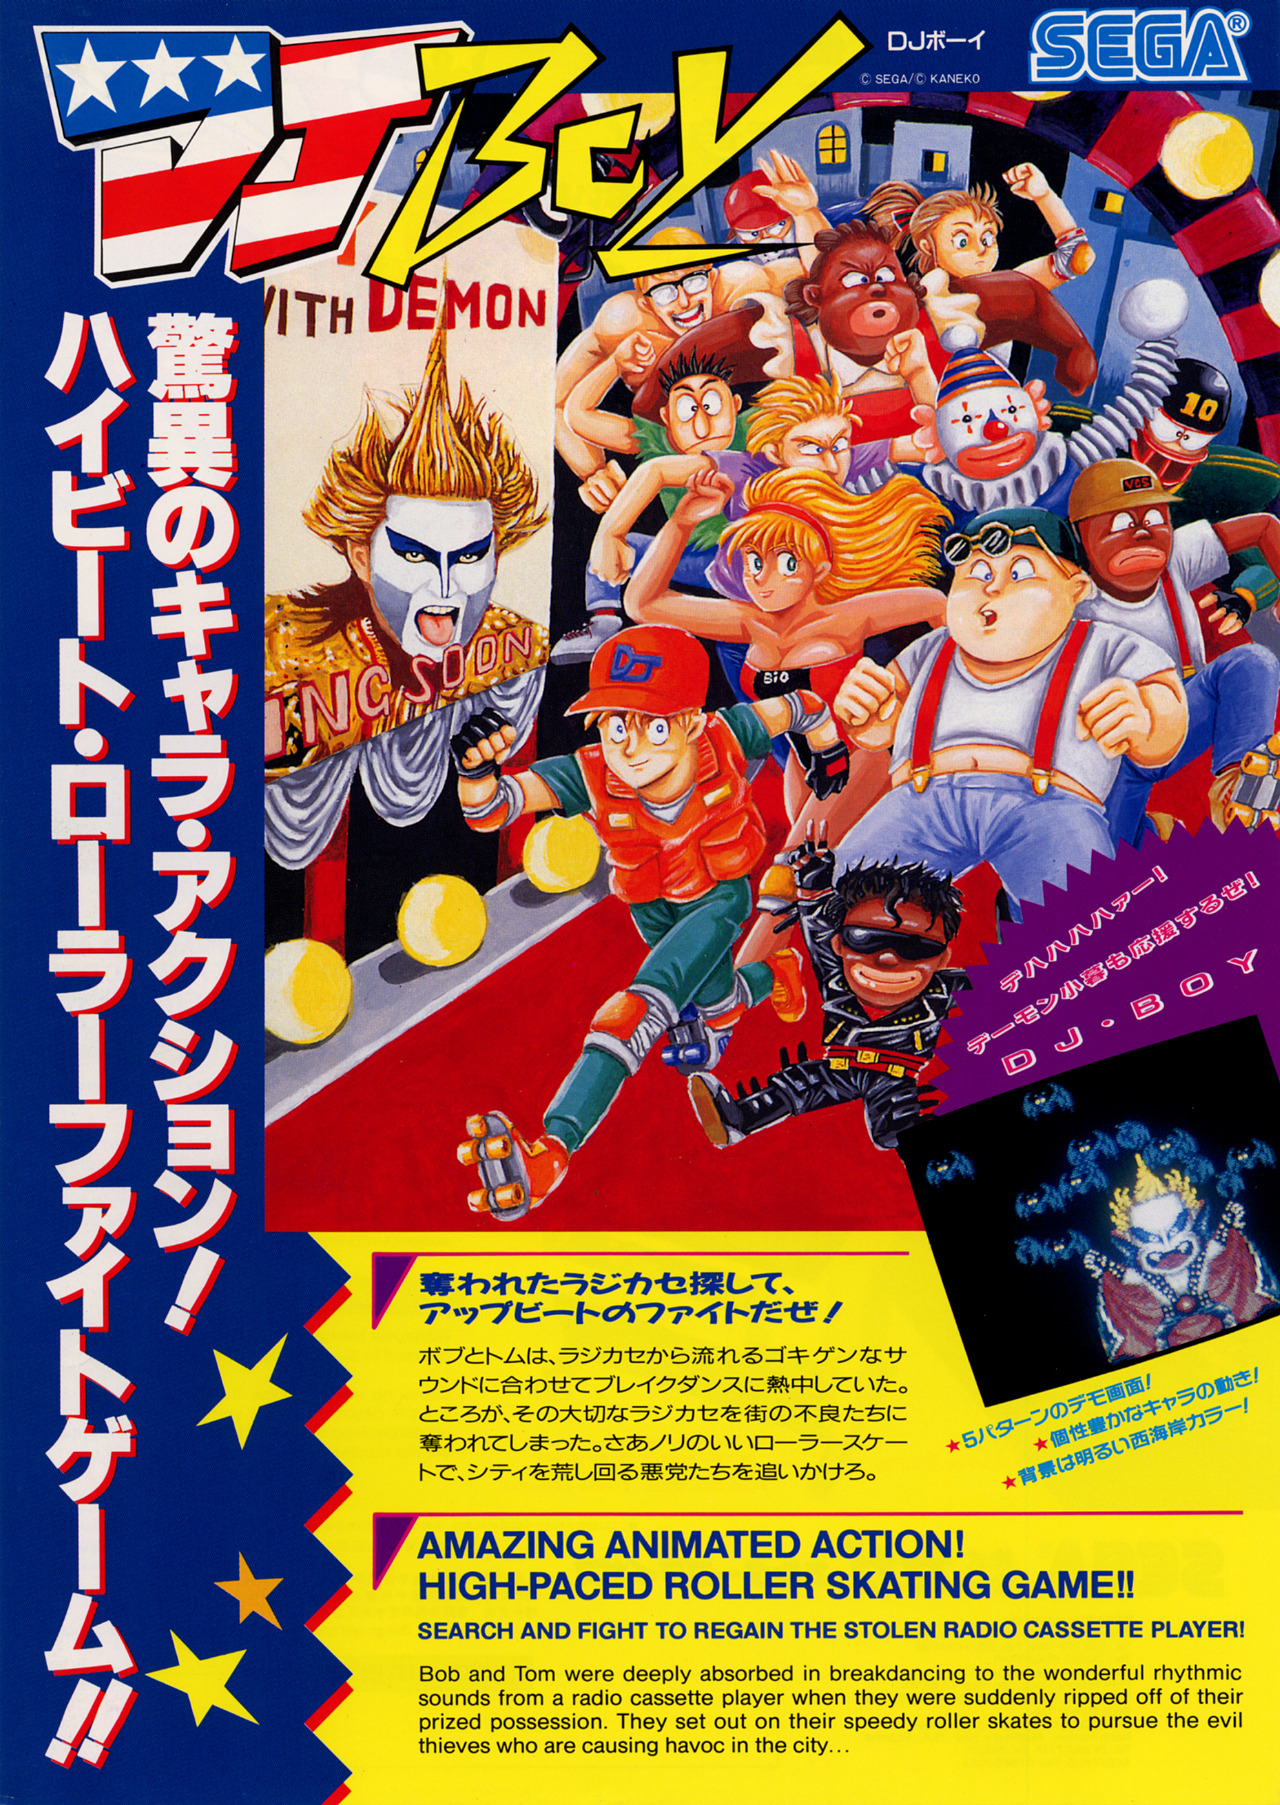 DJ BoY
DJボーイ
© SEGA/© KANEKO
SEGA®
驚異のキャラ・アクション!
ハイビート・ローラーファイトゲーム!!
WITH DEMON
ING SOON
DJ
BiO
YES
10
デハハハハァー!
デーモン小暮も応援するぜ!
DJ・BOY
★5パターンのデモ画面!
★個性豊かなキャラの動き!
★背景は明るい西海岸カラー!
奪われたラジカセ探して、
アップビートのファイトだぜ!
ボブとトムは、ラジカセから流れるゴキゲンなサ
ウンドに合わせてブレイクダンスに熱中していた。
ところが、その大切なラジカセを街の不良たちに
奪われてしまった。さあノリのいいローラースケー
トで、シティを荒し回る悪党たちを追いかけろ。
AMAZING ANIMATED ACTION!
HIGH-PACED ROLLER SKATING GAME!!
SEARCH AND FIGHT TO REGAIN THE STOLEN RADIO CASSETTE PLAYER!
Bob and Tom were deeply absorbed in breakdancing to the wonderful rhythmic
sounds from a radio cassette player when they were suddenly ripped off of their
prized possession. They set out on their speedy roller skates to pursue the evil
thieves who are causing havoc in the city...